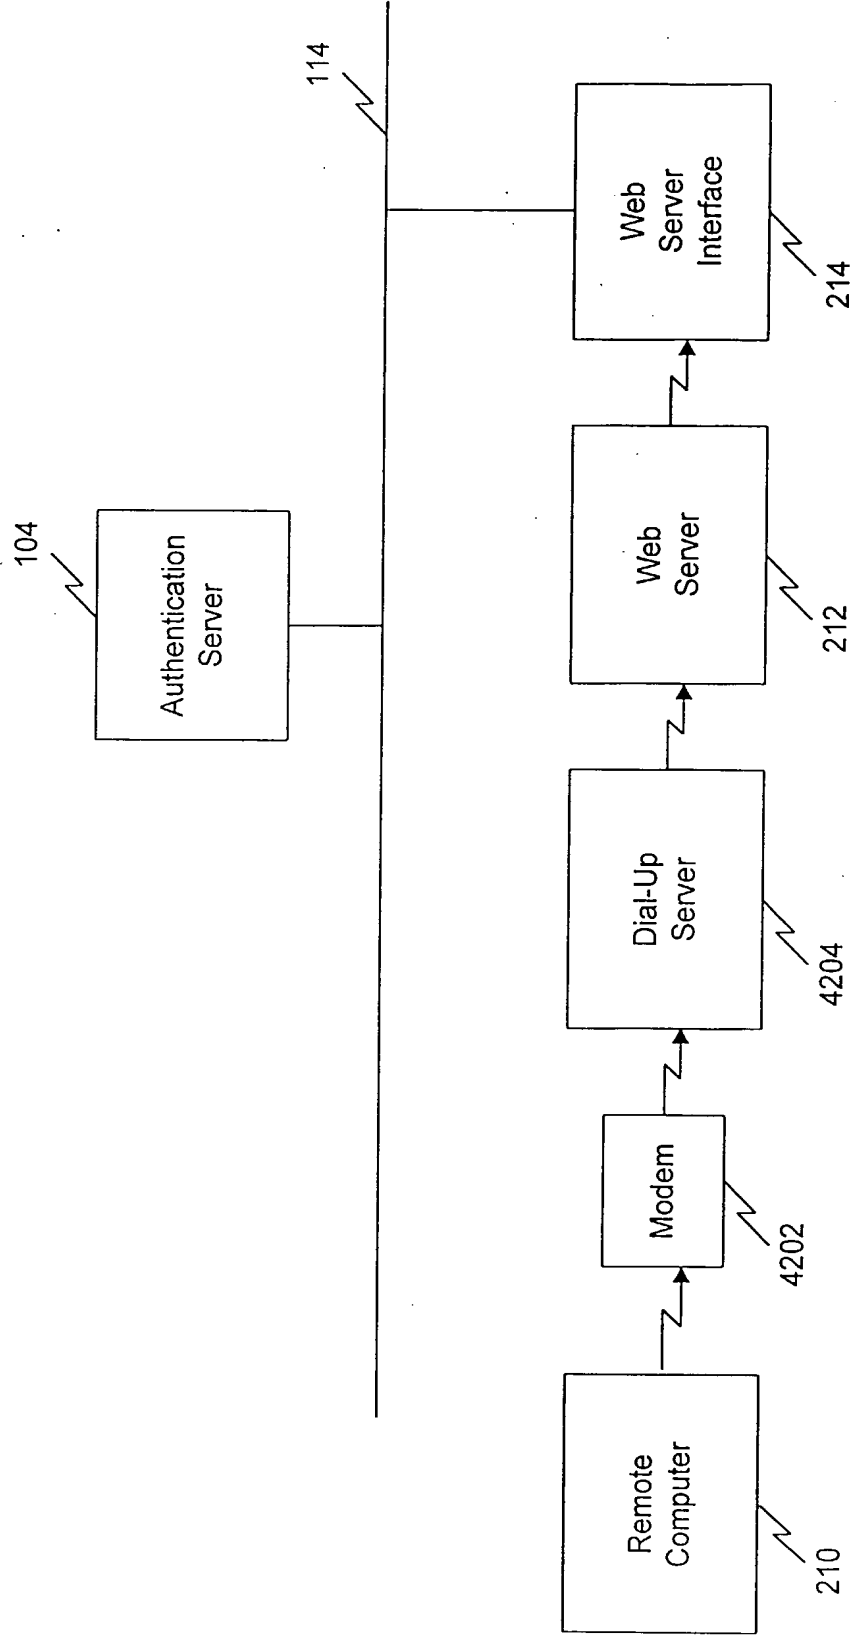 104
Authentication
Server
114
Remote
Computer
210
Modem
4202
Dial-Up
Server
4204
Web
Server
212
Web
Server
Interface
214